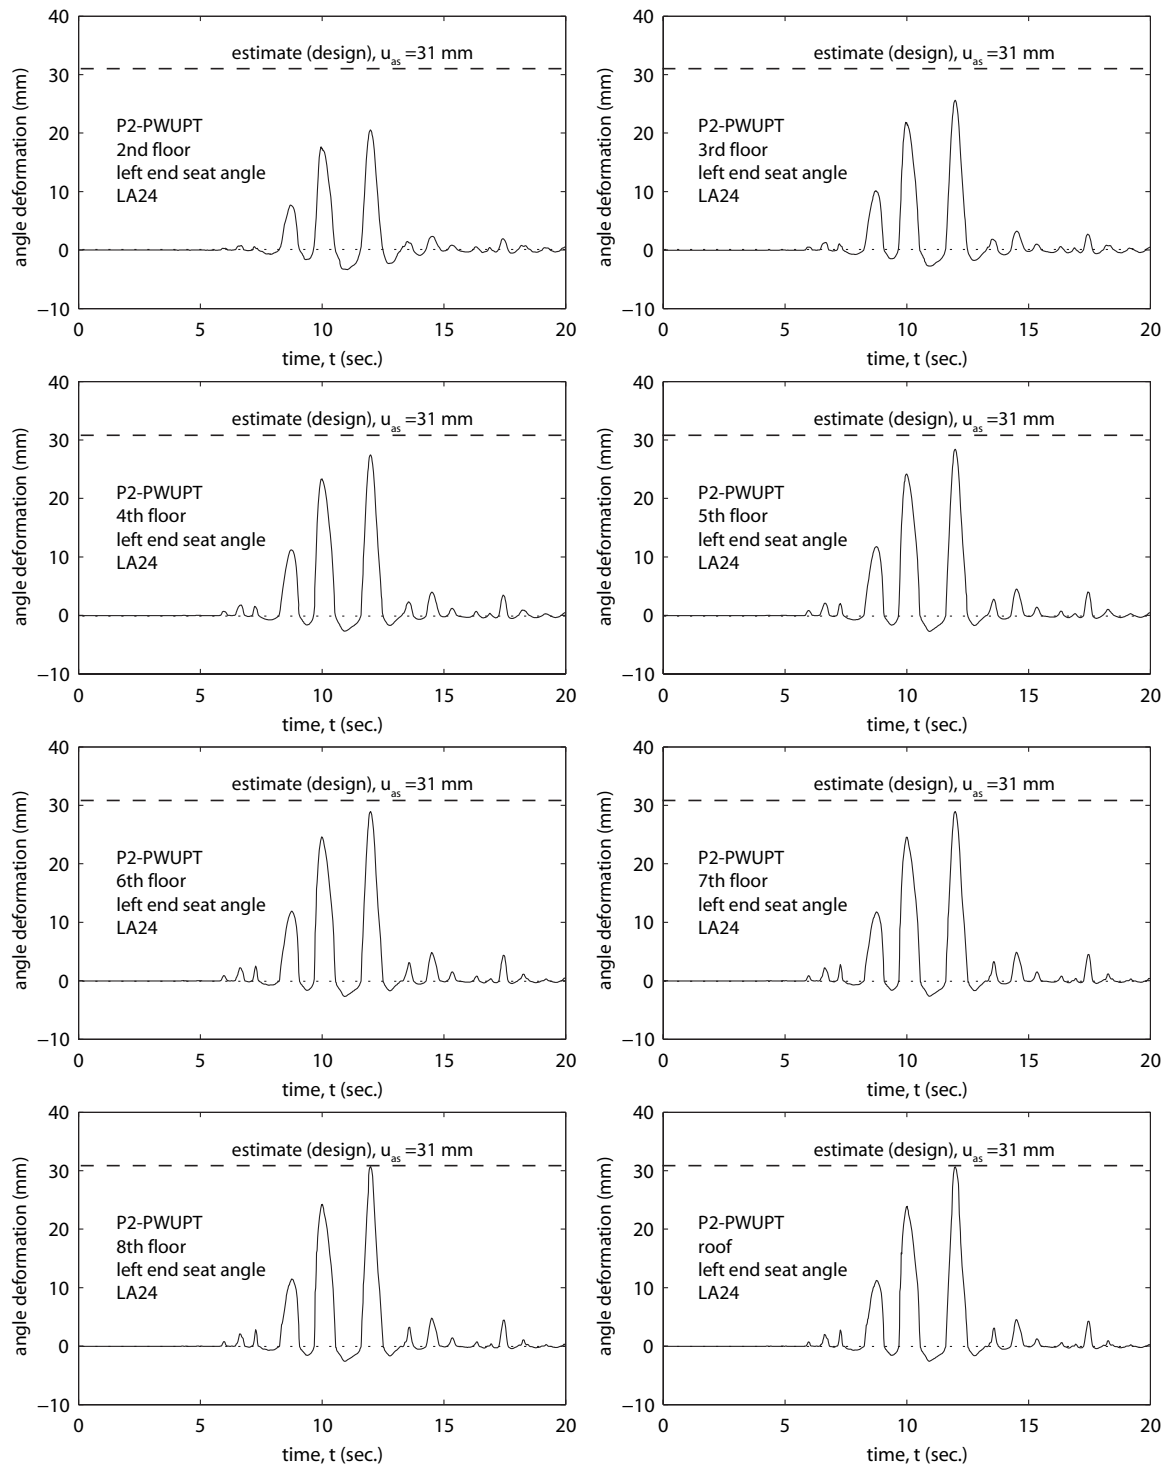 40
30
20
10
0
−10
angle deformation (mm)
estimate (design), uas =31 mm
P2-PWUPT
2nd floor
left end seat angle
LA24
0 5 10 15 20
time, t (sec.)
40
30
20
10
0
−10
angle deformation (mm)
estimate (design), uas =31 mm
P2-PWUPT
3rd floor
left end seat angle
LA24
0 5 10 15 20
time, t (sec.)
40
30
20
10
0
−10
angle deformation (mm)
estimate (design), uas =31 mm
P2-PWUPT
4th floor
left end seat angle
LA24
0 5 10 15 20
time, t (sec.)
40
30
20
10
0
−10
angle deformation (mm)
estimate (design), uas =31 mm
P2-PWUPT
5th floor
left end seat angle
LA24
0 5 10 15 20
time, t (sec.)
40
30
20
10
0
−10
angle deformation (mm)
estimate (design), uas =31 mm
P2-PWUPT
6th floor
left end seat angle
LA24
0 5 10 15 20
time, t (sec.)
40
30
20
10
0
−10
angle deformation (mm)
estimate (design), uas =31 mm
P2-PWUPT
7th floor
left end seat angle
LA24
0 5 10 15 20
time, t (sec.)
40
30
20
10
0
−10
angle deformation (mm)
estimate (design), uas =31 mm
P2-PWUPT
8th floor
left end seat angle
LA24
0 5 10 15 20
time, t (sec.)
40
30
20
10
0
−10
angle deformation (mm)
estimate (design), uas =31 mm
P2-PWUPT
roof
left end seat angle
LA24
0 5 10 15 20
time, t (sec.)